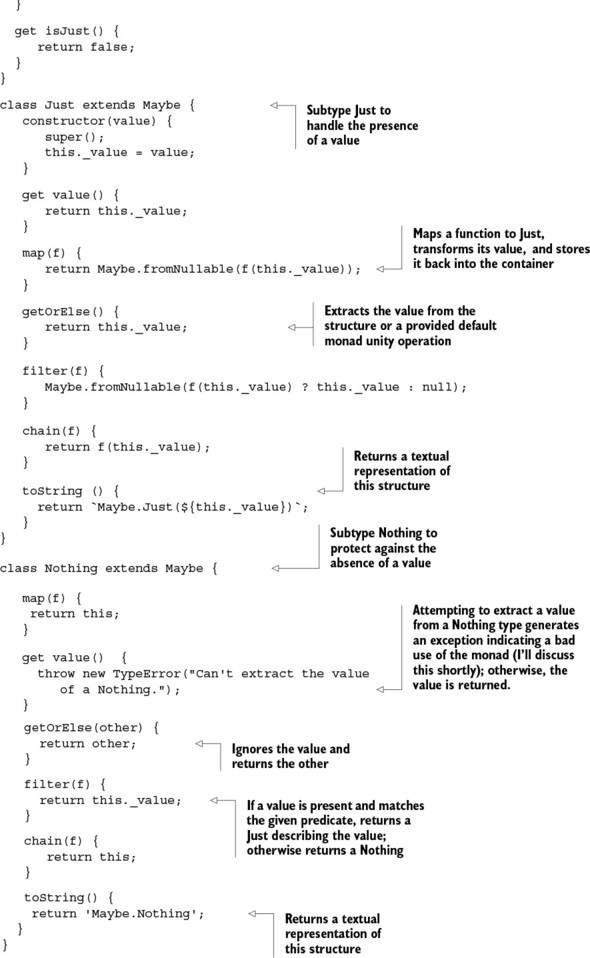 }
get isJust() {
return false;
}
}
class Just extends Maybe {
Subtype Just to
handle the presence
of a value
constructor(value) {
super();
this._value = value;
}
get value() {
return this._value;
}
map(f) {
return Maybe.fromNullable(f(this._value));
}
Maps a function to Just,
transforms its value, and stores
it back into the container
getOrElse() {
return this._value;
}
Extracts the value from the
structure or a provided default
monad unity operation
filter(f) {
Maybe.fromNullable(f(this._value) ? this._value : null);
}
chain(f) {
return f(this._value);
}
toString () {
return `Maybe.Just(${this._value})`;
}
}
Returns a textual
representation of
this structure
class Nothing extends Maybe {
Subtype Nothing to
protect against the
absence of a value
map(f) {
return this;
}
get value() {
throw new TypeError("Can't extract the value
of a Nothing.");
}
Attempting to extract a value
from a Nothing type generates
an exception indicating a bad
use of the monad (I'll discuss
this shortly); otherwise, the
value is returned.
getOrElse(other) {
return other;
}
Ignores the value and
returns the other
filter(f) {
return this._value;
}
If a value is present and matches
the given predicate, returns a
Just describing the value;
otherwise returns a Nothing
chain(f) {
return this;
}
toString() {
return 'Maybe.Nothing';
}
}
Returns a textual
representation of
this structure